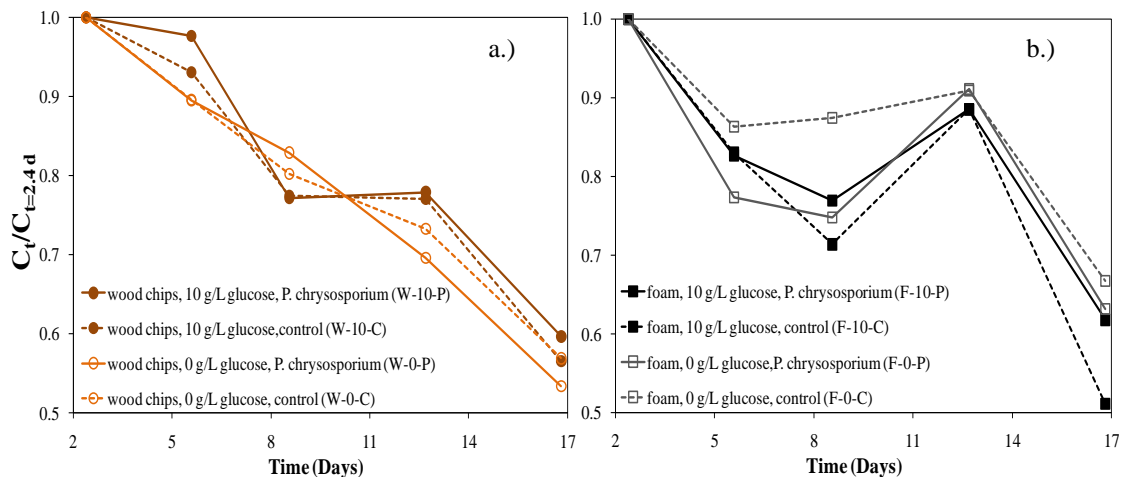 a.)
1.0
0.9
0.8
0.7
0.6
0.5
Ct/Ct=2.4 d
wood chips, 10 g/L glucose, P. chrysosporium (W-10-P)
wood chips, 10 g/L glucose,control (W-10-C)
wood chips, 0 g/L glucose, P. chrysosporium (W-0-P)
wood chips, 0 g/L glucose, control (W-0-C)
2 5 8 11 14 17
Time (Days)
b.)
1.0
0.9
0.8
0.7
0.6
0.5
foam, 10 g/L glucose, P. chrysosporium (F-10-P)
foam, 10 g/L glucose, control (F-10-C)
foam, 0 g/L glucose,P. chrysosporium (F-0-P)
foam, 0 g/L glucose, control (F-0-C)
2 5 8 11 14 17
Time (Days)